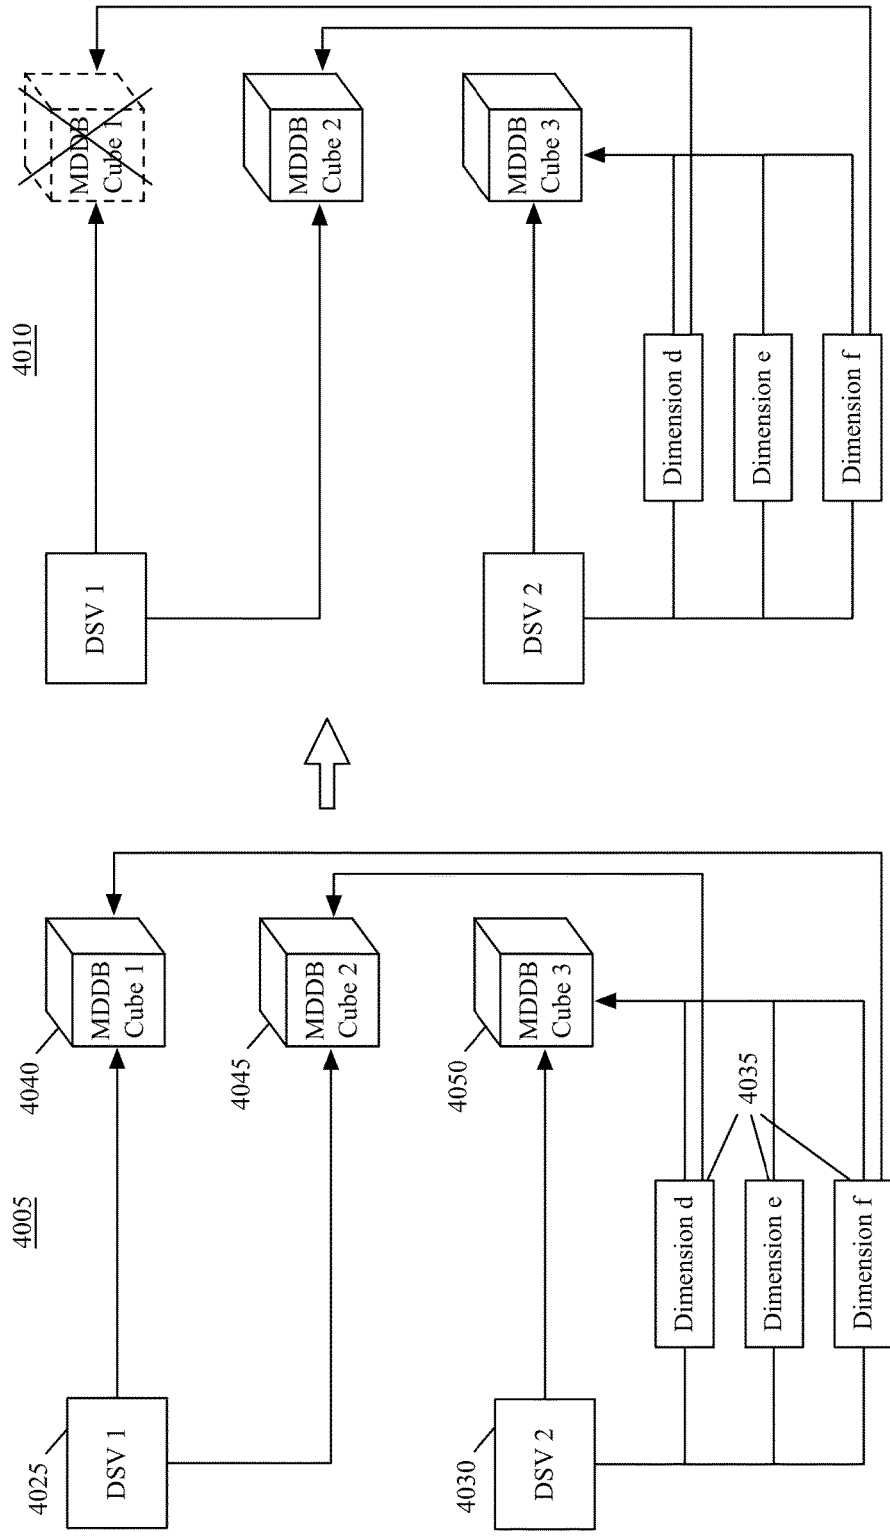 4005
4025
DSV 1
4040
MDDB
Cube 1
4045
MDDB
Cube 2
4030
DSV 2
4050
MDDB
Cube 3
4035
Dimension d
Dimension e
Dimension f
4010
DSV 1
MDDB
Cube 1
MDDB
Cube 2
DSV 2
MDDB
Cube 3
Dimension d
Dimension e
Dimension f